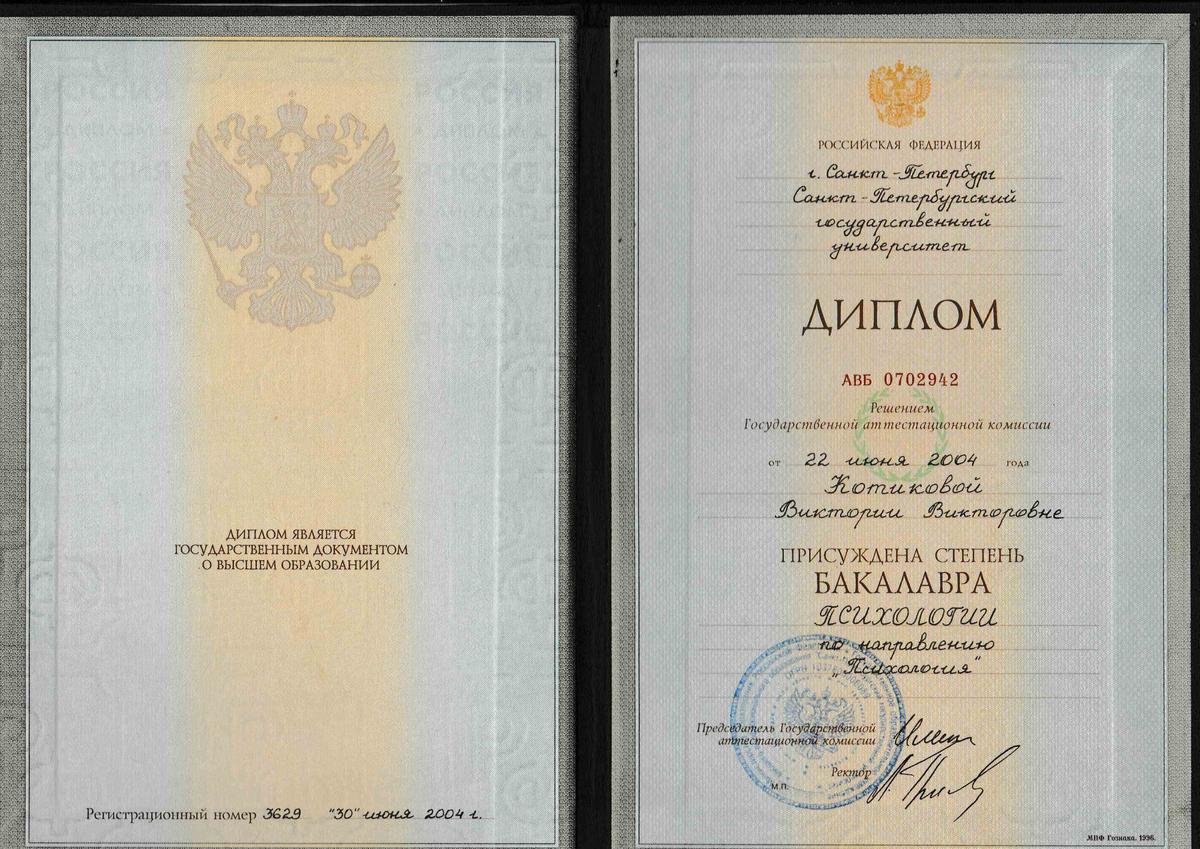 ДИПЛОМ ЯВЛЯЕТСЯ
ГОСУДАРСТВЕННЫМ ДОКУМЕНТОМ
О ВЫСШЕМ ОБРАЗОВАНИИ
Регистрационный номер 3629 "30" июня 2004 г.
РОССИЙСКАЯ ФЕДЕРАЦИЯ
г. Санкт-Петербург
Санкт-Петербургский
государственный
университет
ДИПЛОМ
АВБ 0702942
Решением
Государственной аттестационной комиссии
от 22 июня 2004 года
Котиковой
Виктории Викторовне
ПРИСУЖДЕНА СТЕПЕНЬ
БАКАЛАВРА
ПСИХОЛОГИИ
по направлению
„Психология"
Председатель Государственной
аттестационной комиссии
Ректор
М.П.
МПФ Гознака. 1996.